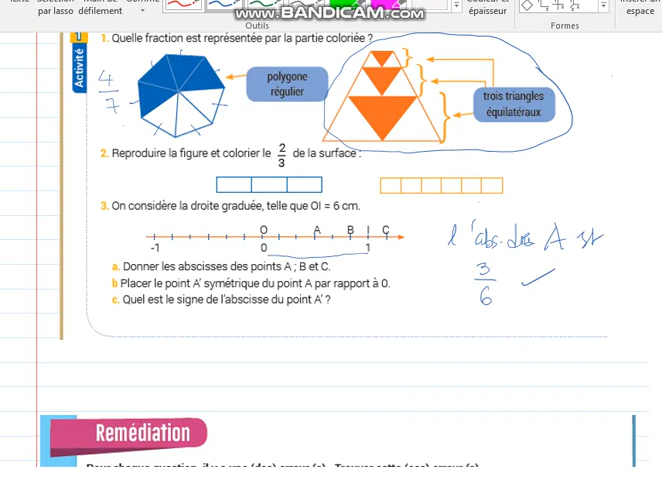 par lasso
défilement
WWW.BANDICAM.COM
épaisseur
espace
Outils
Formes
Activité
1. Quelle fraction est représentée par la partie coloriée ?
4
7
polygone
régulier
trois triangles
équilatéraux
2. Reproduire la figure et colorier le 2/3 de la surface :
3. On considère la droite graduée, telle que OI = 6 cm.
O A B I C
-1 0 1
a. Donner les abscisses des points A ; B et C.
b Placer le point A' symétrique du point A par rapport à 0.
c. Quel est le signe de l'abscisse du point A' ?
l'abs. de A
3
6
Remédiation